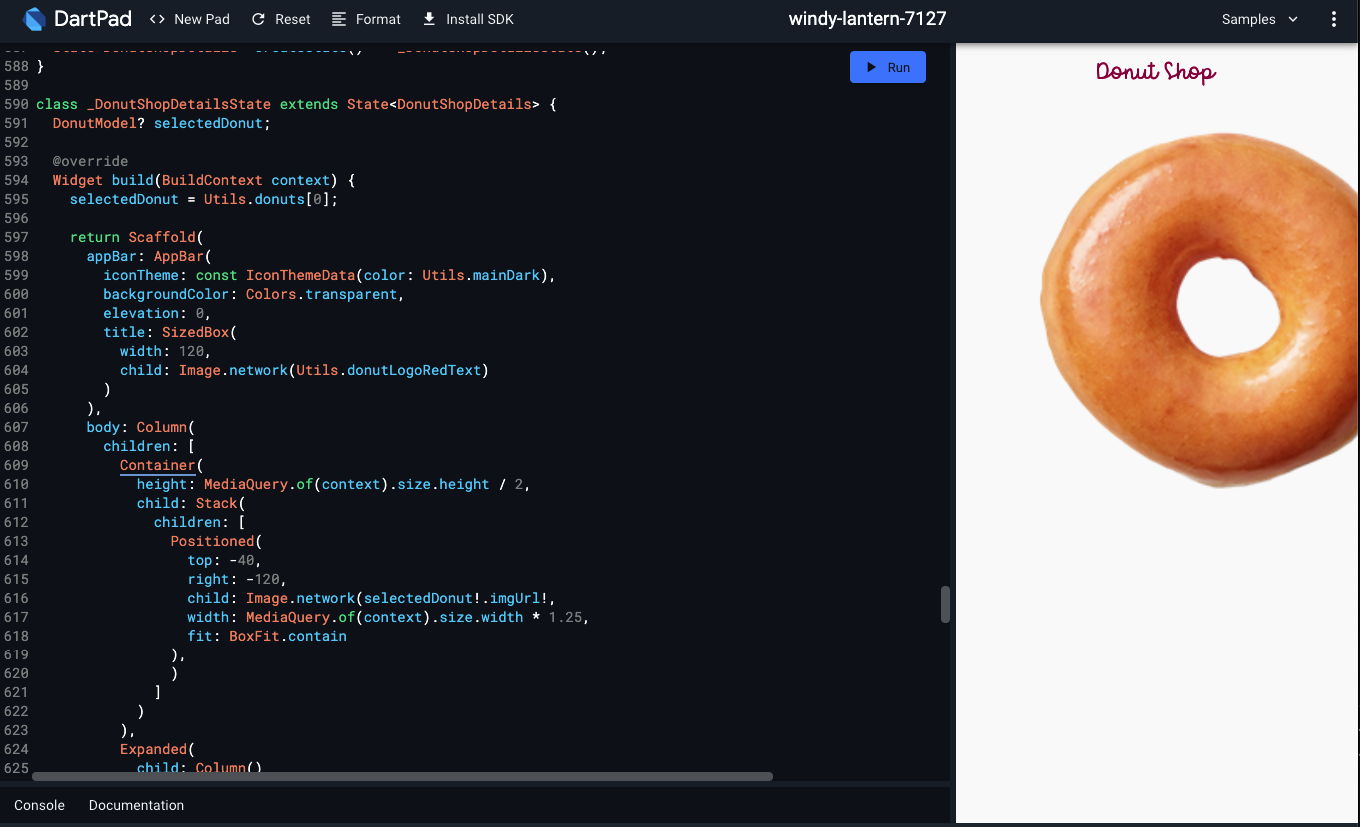 DartPad
<> New Pad
Reset
Format
Install SDK
windy-lantern-7127
Samples
588 }
Run
589
590 class _DonutShopDetailsState extends State<DonutShopDetails> {
591   DonutModel? selectedDonut;
592
593   @override
594   Widget build(BuildContext context) {
595     selectedDonut = Utils.donuts[0];
596
597     return Scaffold(
598       appBar: AppBar(
599         iconTheme: const IconThemeData(color: Utils.mainDark),
600         backgroundColor: Colors.transparent,
601         elevation: 0,
602         title: SizedBox(
603           width: 120,
604           child: Image.network(Utils.donutLogoRedText)
605         )
606       ),
607       body: Column(
608         children: [
609           Container(
610             height: MediaQuery.of(context).size.height / 2,
611             child: Stack(
612               children: [
613                 Positioned(
614                   top: -40,
615                   right: -120,
616                   child: Image.network(selectedDonut!.imgUrl!,
617                   width: MediaQuery.of(context).size.width * 1.25,
618                   fit: BoxFit.contain
619                 ),
620                 )
621               ]
622             )
623           ),
624           Expanded(
625             child: Column()
Console
Documentation
Donut Shop